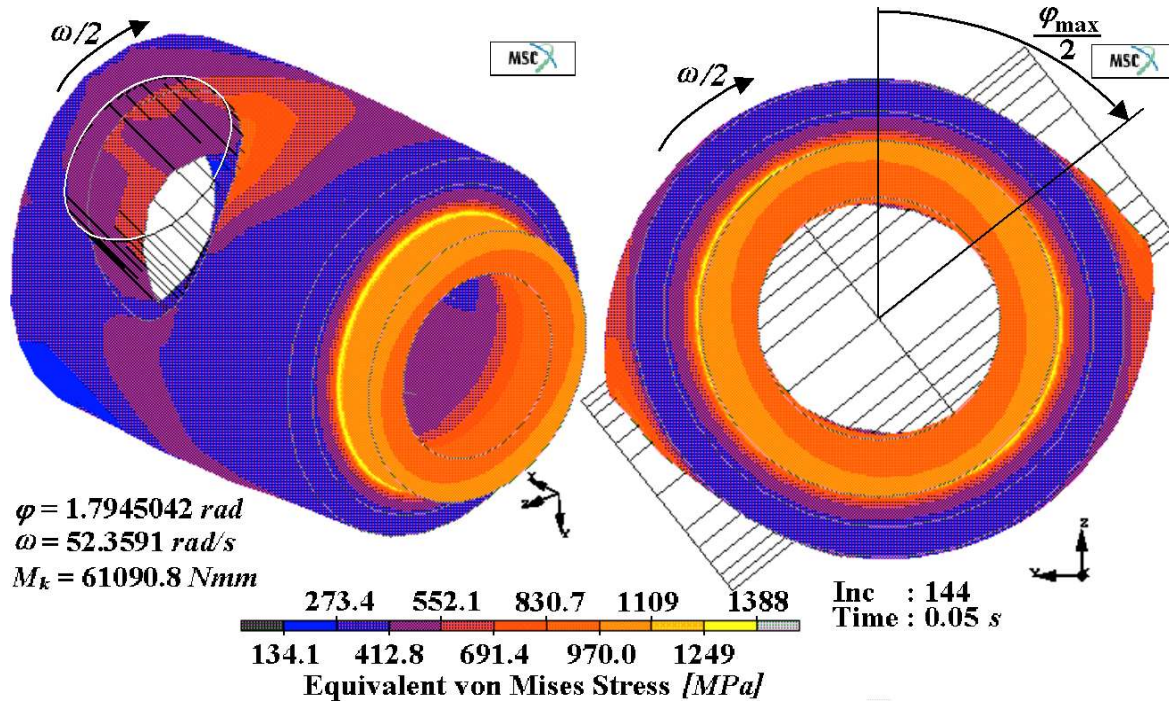 ω/2
MSC
φmax
2
MSC
ω/2
φ = 1.7945042 rad
ω = 52.3591 rad/s
Mk = 61090.8 Nmm
Z
Y
Z
Y
X
Inc : 144
Time : 0.05 s
273.4 552.1 830.7 1109 1388
134.1 412.8 691.4 970.0 1249
Equivalent von Mises Stress [MPa]